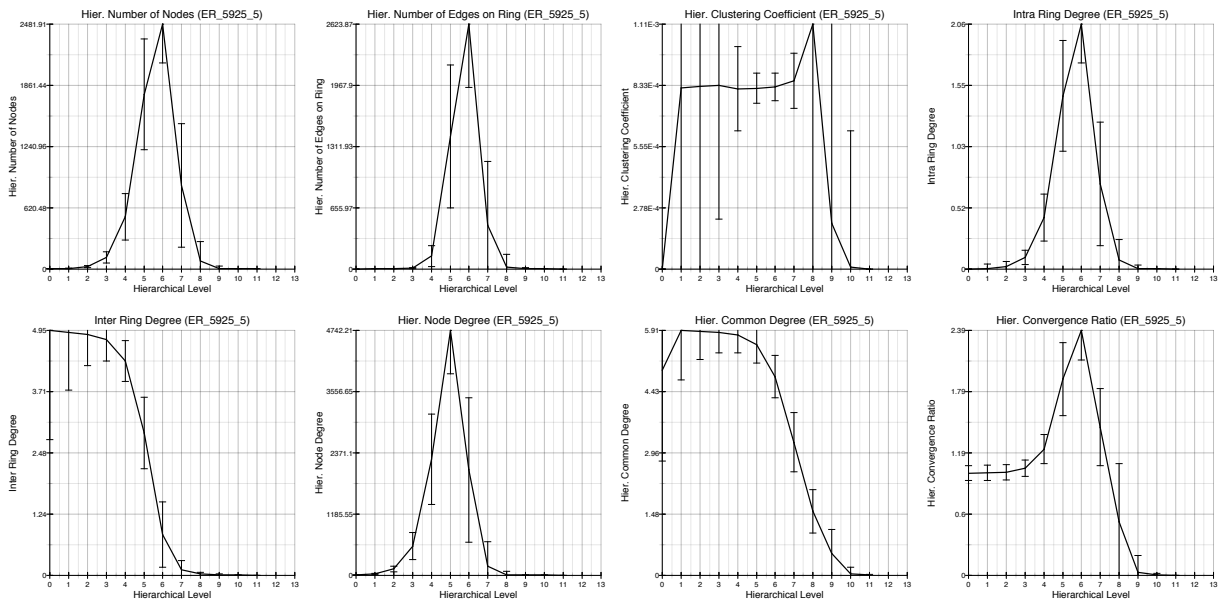 Hier. Number of Nodes (ER_5925_5)
Hier. Number of Nodes
2481.91
1861.44
1240.96
620.48
0
0 1 2 3 4 5 6 7 8 9 10 11 12 13
Hierarchical Level
Hier. Number of Edges on Ring (ER_5925_5)
Hier. Number of Edges on Ring
2623.87
1967.9
1311.93
655.97
0
0 1 2 3 4 5 6 7 8 9 10 11 12 13
Hierarchical Level
Hier. Clustering Coefficient (ER_5925_5)
Hier. Clustering Coefficient
1.11E-3
8.33E-4
5.55E-4
2.78E-4
0
0 1 2 3 4 5 6 7 8 9 10 11 12 13
Hierarchical Level
Intra Ring Degree (ER_5925_5)
Intra Ring Degree
2.06
1.55
1.03
0.52
0
0 1 2 3 4 5 6 7 8 9 10 11 12 13
Hierarchical Level
Inter Ring Degree (ER_5925_5)
Inter Ring Degree
4.95
3.71
2.48
1.24
0
0 1 2 3 4 5 6 7 8 9 10 11 12 13
Hierarchical Level
Hier. Node Degree (ER_5925_5)
Hier. Node Degree
4742.21
3556.65
2371.1
1185.55
0
0 1 2 3 4 5 6 7 8 9 10 11 12 13
Hierarchical Level
Hier. Common Degree (ER_5925_5)
Hier. Common Degree
5.91
4.43
2.96
1.48
0
0 1 2 3 4 5 6 7 8 9 10 11 12 13
Hierarchical Level
Hier. Convergence Ratio (ER_5925_5)
Hier. Convergence Ratio
2.39
1.79
1.19
0.6
0
0 1 2 3 4 5 6 7 8 9 10 11 12 13
Hierarchical Level